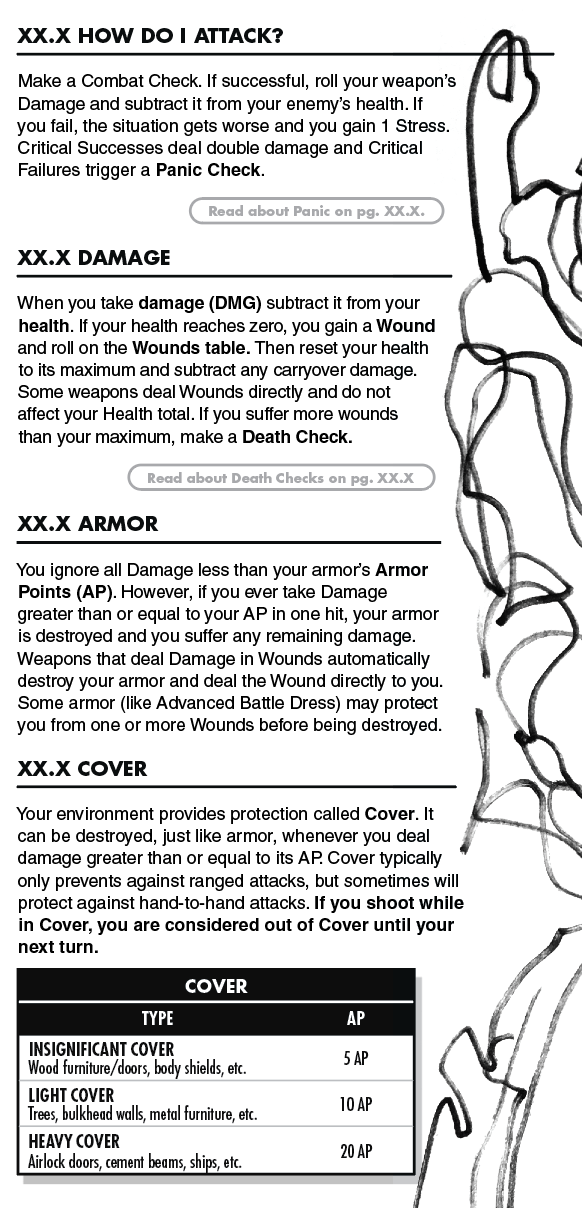 XX.X HOW DO I ATTACK?
Make a Combat Check. If successful, roll your weapon's
Damage and subtract it from your enemy's health. If
you fail, the situation gets worse and you gain 1 Stress.
Critical Successes deal double damage and Critical
Failures trigger a Panic Check.
Read about Panic on pg. XX.X.
XX.X DAMAGE
When you take damage (DMG) subtract it from your
health. If your health reaches zero, you gain a Wound
and roll on the Wounds table. Then reset your health
to its maximum and subtract any carryover damage.
Some weapons deal Wounds directly and do not
affect your Health total. If you suffer more wounds
than your maximum, make a Death Check.
Read about Death Checks on pg. XX.X
XX.X ARMOR
You ignore all Damage less than your armor's Armor
Points (AP). However, if you ever take Damage
greater than or equal to your AP in one hit, your armor
is destroyed and you suffer any remaining damage.
Weapons that deal Damage in Wounds automatically
destroy your armor and deal the Wound directly to you.
Some armor (like Advanced Battle Dress) may protect
you from one or more Wounds before being destroyed.
XX.X COVER
Your environment provides protection called Cover. It
can be destroyed, just like armor, whenever you deal
damage greater than or equal to its AP. Cover typically
only prevents against ranged attacks, but sometimes will
protect against hand-to-hand attacks. If you shoot while
in Cover, you are considered out of Cover until your
next turn.
COVER
TYPE AP
INSIGNIFICANT COVER
Wood furniture/doors, body shields, etc. 5 AP
LIGHT COVER
Trees, bulkhead walls, metal furniture, etc. 10 AP
HEAVY COVER
Airlock doors, cement beams, ships, etc. 20 AP